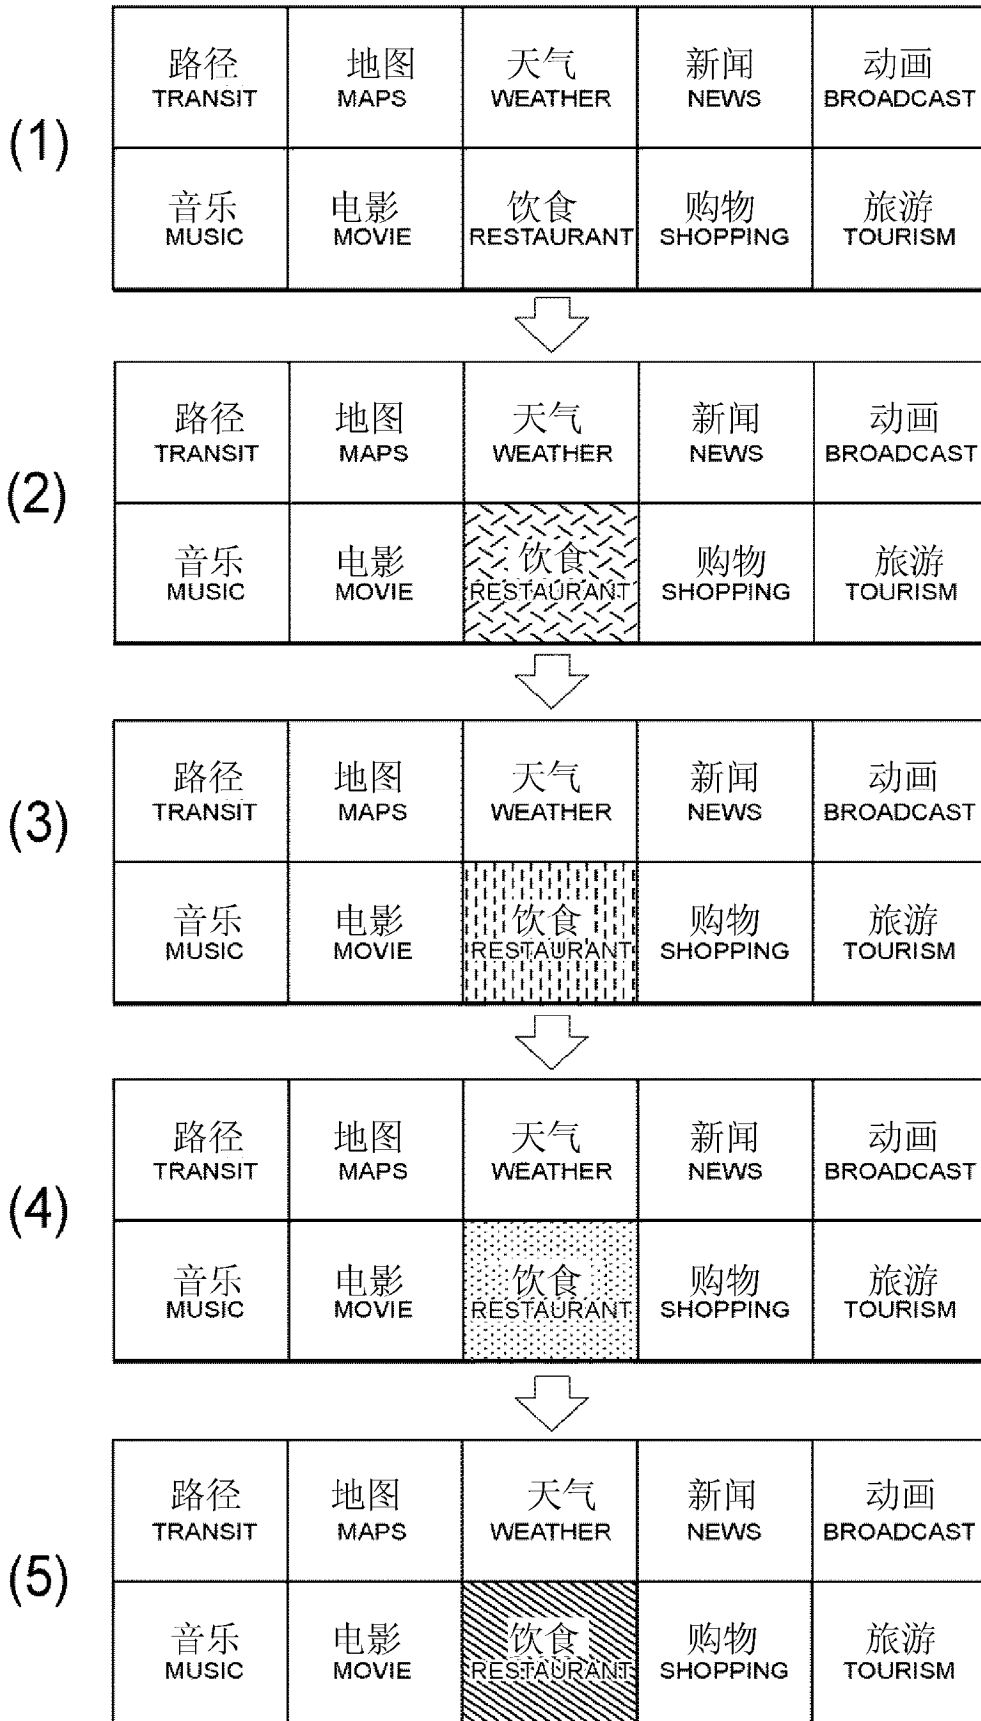 (1)
路径 地图 天气 新闻 动画
TRANSIT MAPS WEATHER NEWS BROADCAST
音乐 电影 饮食 购物 旅游
MUSIC MOVIE RESTAURANT SHOPPING TOURISM
(2)
路径 地图 天气 新闻 动画
TRANSIT MAPS WEATHER NEWS BROADCAST
音乐 电影 饮食 购物 旅游
MUSIC MOVIE RESTAURANT SHOPPING TOURISM
(3)
路径 地图 天气 新闻 动画
TRANSIT MAPS WEATHER NEWS BROADCAST
音乐 电影 饮食 购物 旅游
MUSIC MOVIE RESTAURANT SHOPPING TOURISM
(4)
路径 地图 天气 新闻 动画
TRANSIT MAPS WEATHER NEWS BROADCAST
音乐 电影 饮食 购物 旅游
MUSIC MOVIE RESTAURANT SHOPPING TOURISM
(5)
路径 地图 天气 新闻 动画
TRANSIT MAPS WEATHER NEWS BROADCAST
音乐 电影 饮食 购物 旅游
MUSIC MOVIE RESTAURANT SHOPPING TOURISM